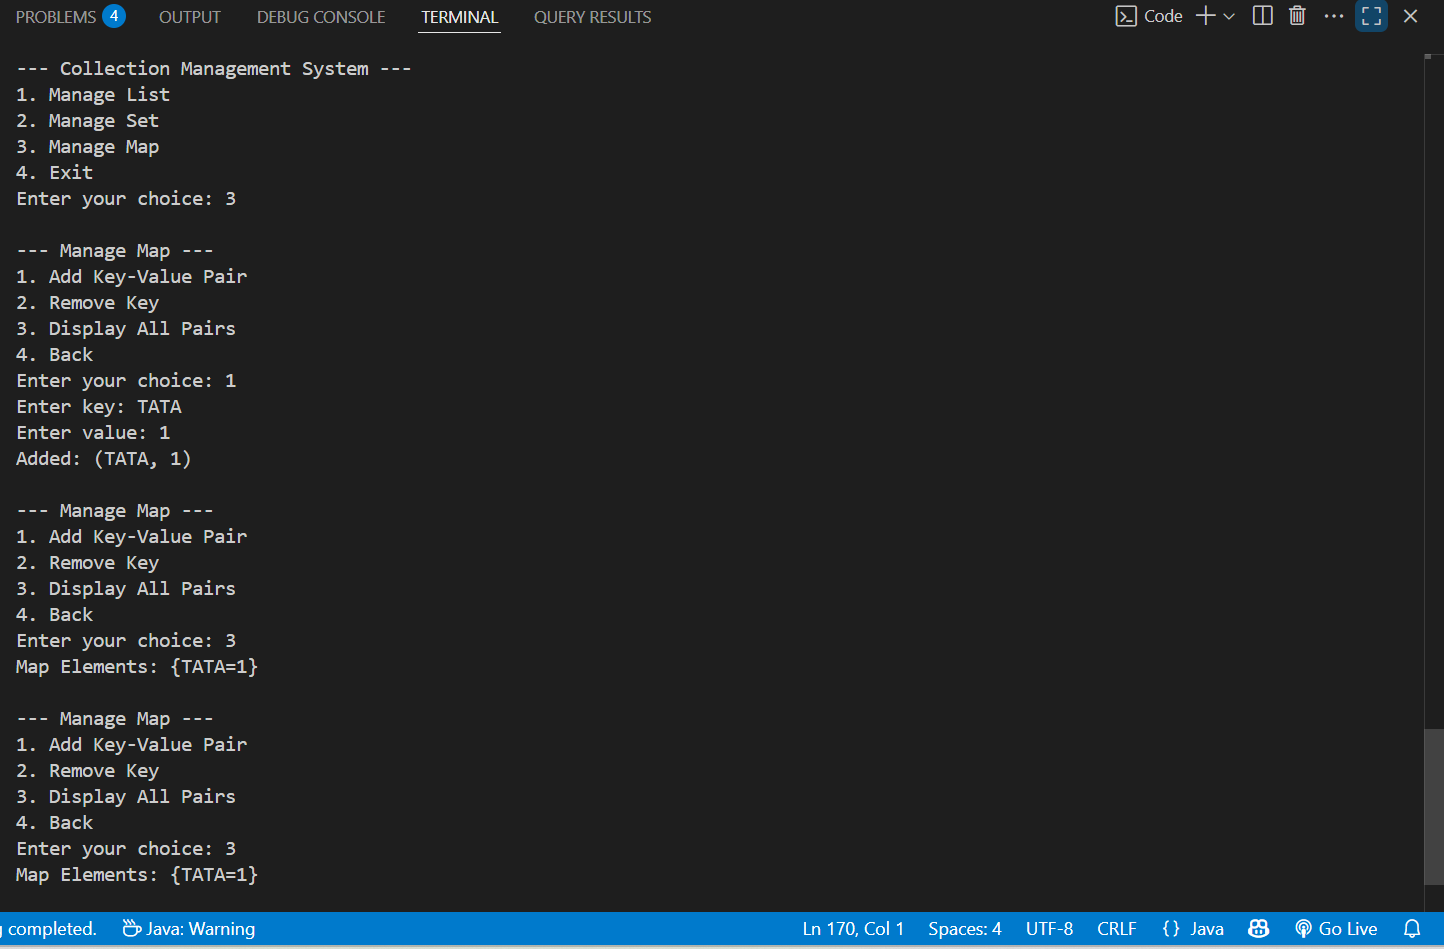 PROBLEMS 4 OUTPUT DEBUG CONSOLE TERMINAL QUERY RESULTS Code
--- Collection Management System ---
1. Manage List
2. Manage Set
3. Manage Map
4. Exit
Enter your choice: 3
--- Manage Map ---
1. Add Key-Value Pair
2. Remove Key
3. Display All Pairs
4. Back
Enter your choice: 1
Enter key: TATA
Enter value: 1
Added: (TATA, 1)
--- Manage Map ---
1. Add Key-Value Pair
2. Remove Key
3. Display All Pairs
4. Back
Enter your choice: 3
Map Elements: {TATA=1}
--- Manage Map ---
1. Add Key-Value Pair
2. Remove Key
3. Display All Pairs
4. Back
Enter your choice: 3
Map Elements: {TATA=1}
completed. Java: Warning Ln 170, Col 1 Spaces: 4 UTF-8 CRLF {} Java Go Live